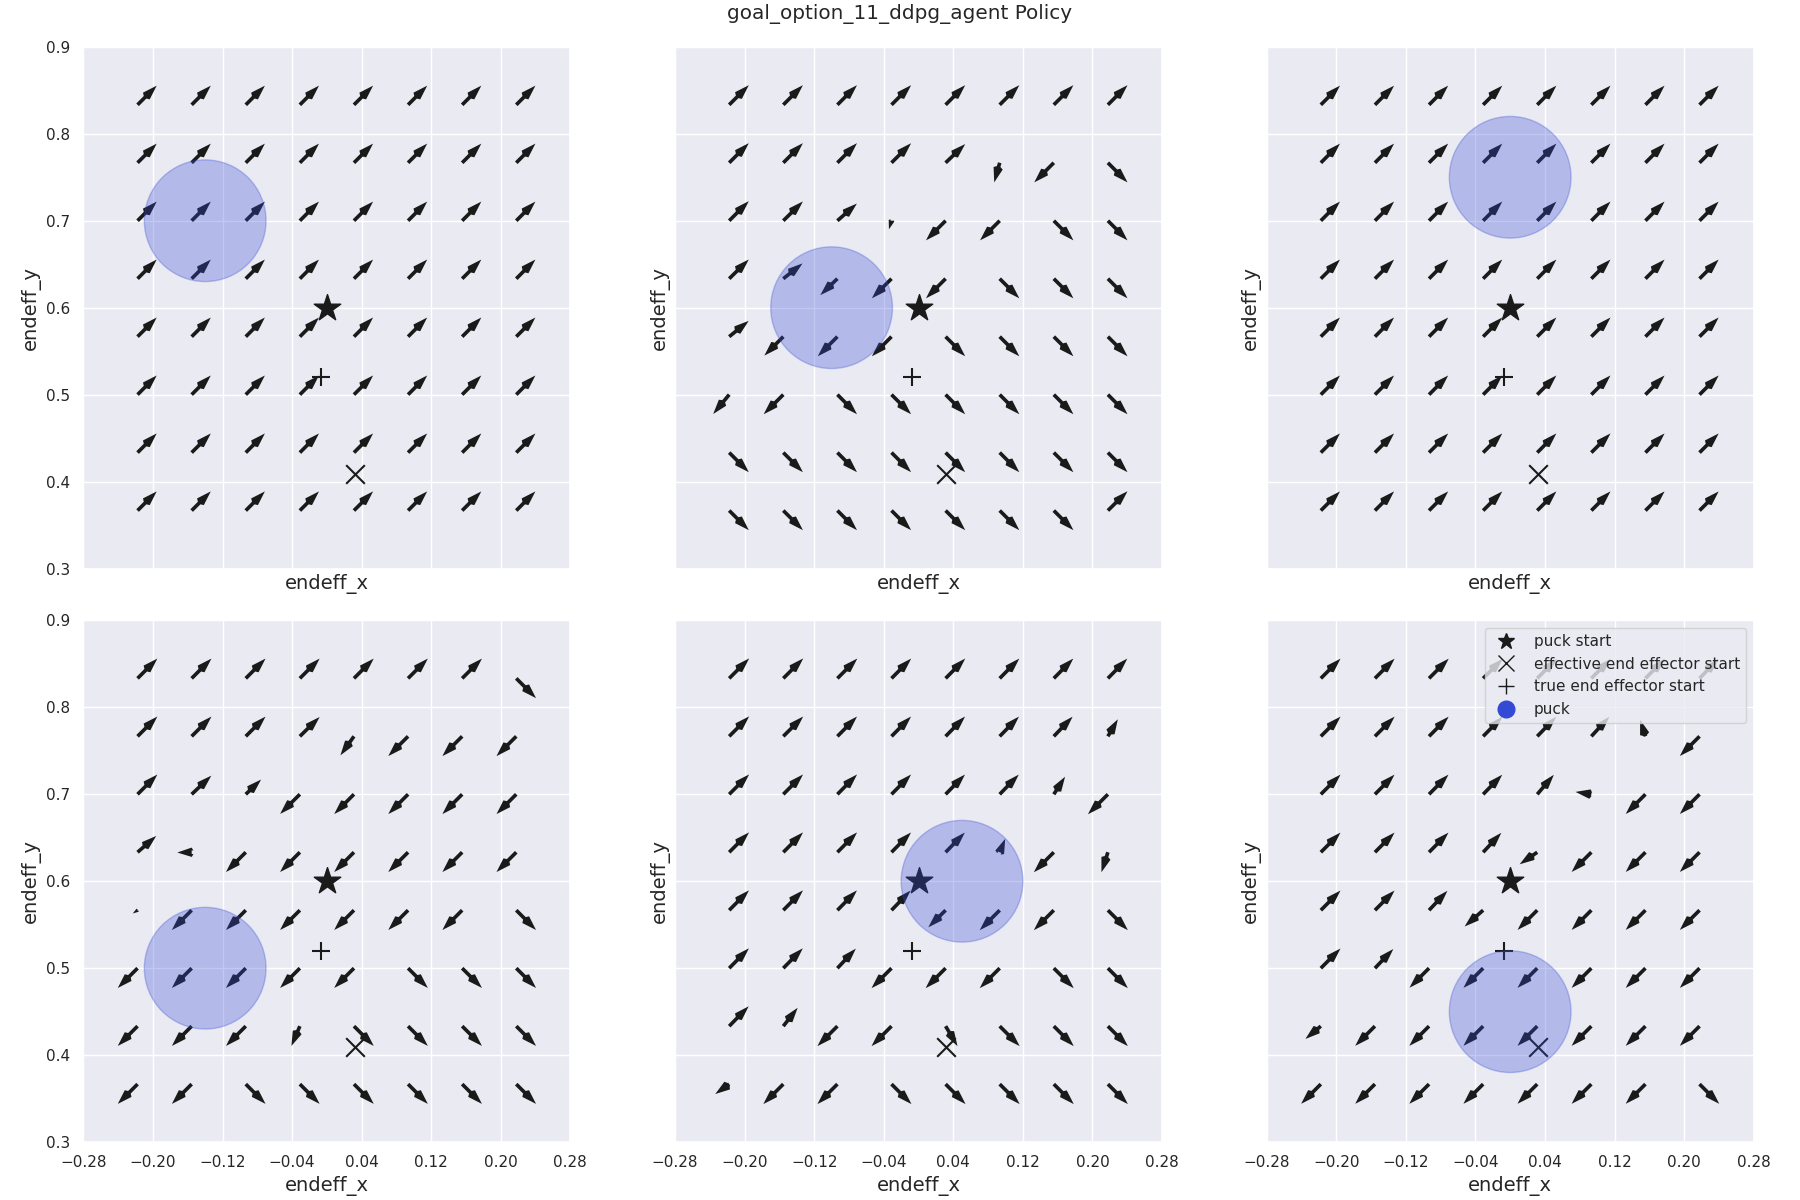 goal_option_11_ddpg_agent Policy
0.9
0.8
0.7
0.6
0.5
0.4
0.3
endeff_y
endeff_x
endeff_y
endeff_x
endeff_y
endeff_x
0.9
0.8
0.7
0.6
0.5
0.4
0.3
endeff_y
−0.28 −0.20 −0.12 −0.04 0.04 0.12 0.20 0.28
endeff_x
endeff_y
−0.28 −0.20 −0.12 −0.04 0.04 0.12 0.20 0.28
endeff_x
puck start
effective end effector start
true end effector start
puck
endeff_y
−0.28 −0.20 −0.12 −0.04 0.04 0.12 0.20 0.28
endeff_x